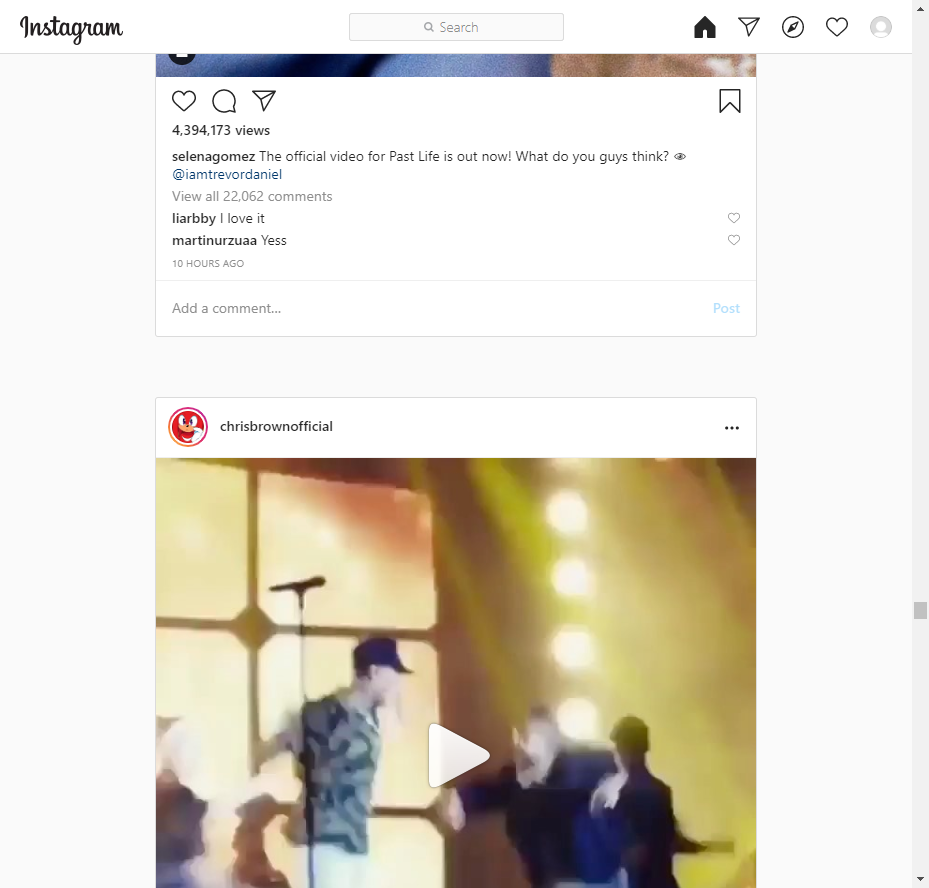 Instagram
Search
4,394,173 views
selenagomez The official video for Past Life is out now! What do you guys think? 👁
@iamtrevordaniel
View all 22,062 comments
liarbby I love it
martinurzuaa Yess
10 HOURS AGO
Add a comment... Post
chrisbrownofficial